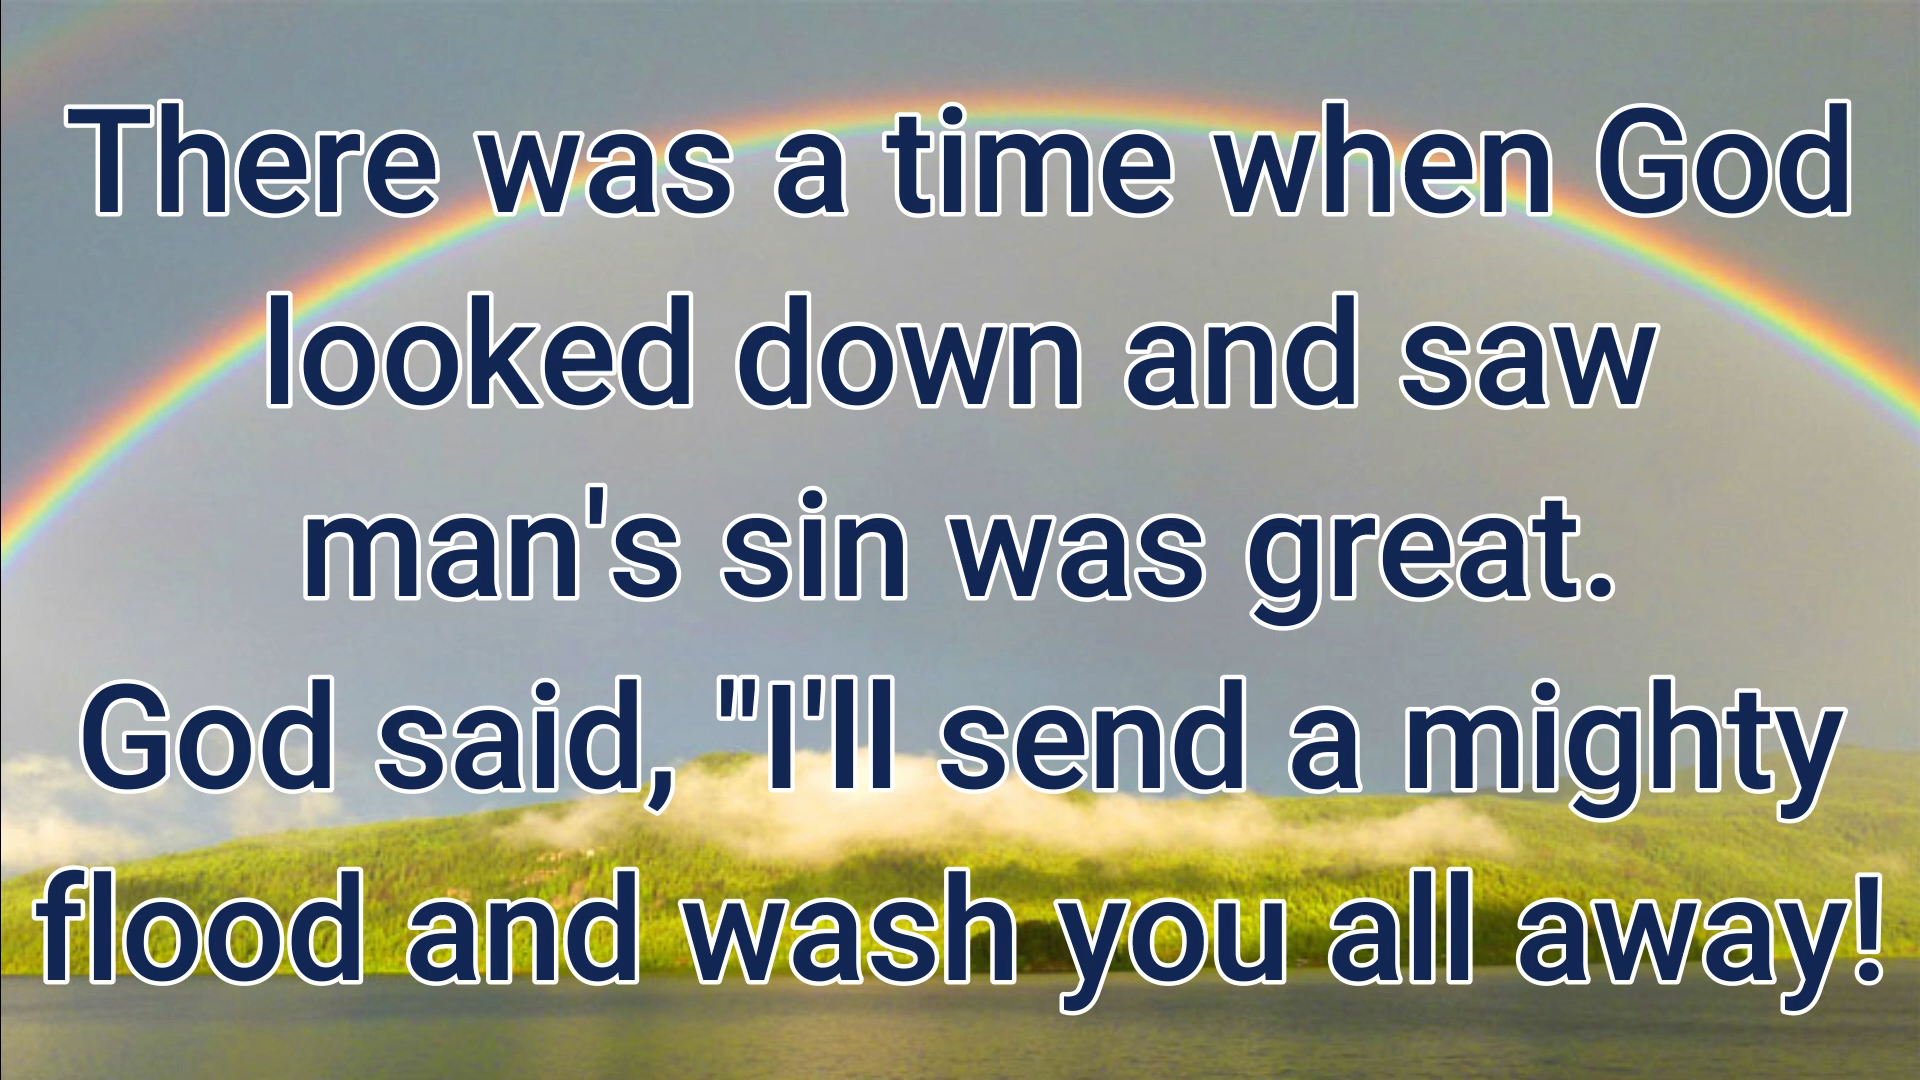 There was a time when God
looked down and saw
man's sin was great.
God said, "I'll send a mighty
flood and wash you all away!